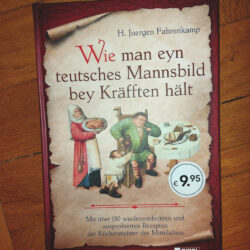 H. Juergen Fahrenkamp
Wie man eyn
teutsches Mannsbild
bey Kräfften hält
€ 9.95
Mit über 150 wiederentdeckten und
ausprobierten Rezepten
der Küchenmeister des Mittelalters